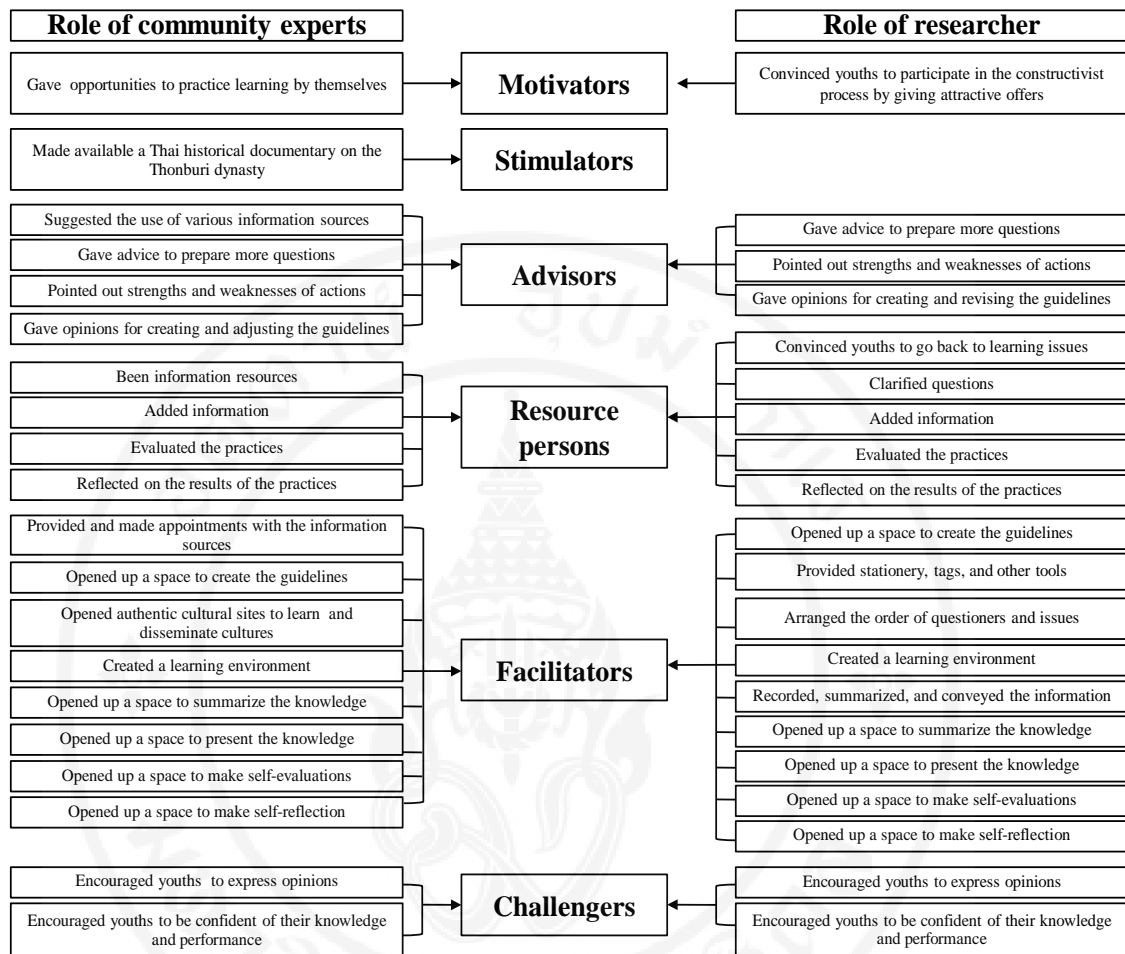 Role of community experts
Role of researcher
Gave opportunities to practice learning by themselves
Motivators
Convinced youths to participate in the constructivist
process by giving attractive offers
Made available a Thai historical documentary on the
Thonburi dynasty
Stimulators
Suggested the use of various information sources
Gave advice to prepare more questions
Pointed out strengths and weaknesses of actions
Gave opinions for creating and adjusting the guidelines
Advisors
Gave advice to prepare more questions
Pointed out strengths and weaknesses of actions
Gave opinions for creating and revising the guidelines
Been information resources
Added information
Evaluated the practices
Reflected on the results of the practices
Resource
persons
Convinced youths to go back to learning issues
Clarified questions
Added information
Evaluated the practices
Reflected on the results of the practices
Provided and made appointments with the information
sources
Opened up a space to create the guidelines
Opened authentic cultural sites to learn and
disseminate cultures
Created a learning environment
Opened up a space to summarize the knowledge
Opened up a space to present the knowledge
Opened up a space to make self-evaluations
Opened up a space to make self-reflection
Facilitators
Opened up a space to create the guidelines
Provided stationery, tags, and other tools
Arranged the order of questioners and issues
Created a learning environment
Recorded, summarized, and conveyed the information
Opened up a space to summarize the knowledge
Opened up a space to present the knowledge
Opened up a space to make self-evaluations
Opened up a space to make self-reflection
Encouraged youths to express opinions
Encouraged youths to be confident of their knowledge
and performance
Challengers
Encouraged youths to express opinions
Encouraged youths to be confident of their knowledge
and performance